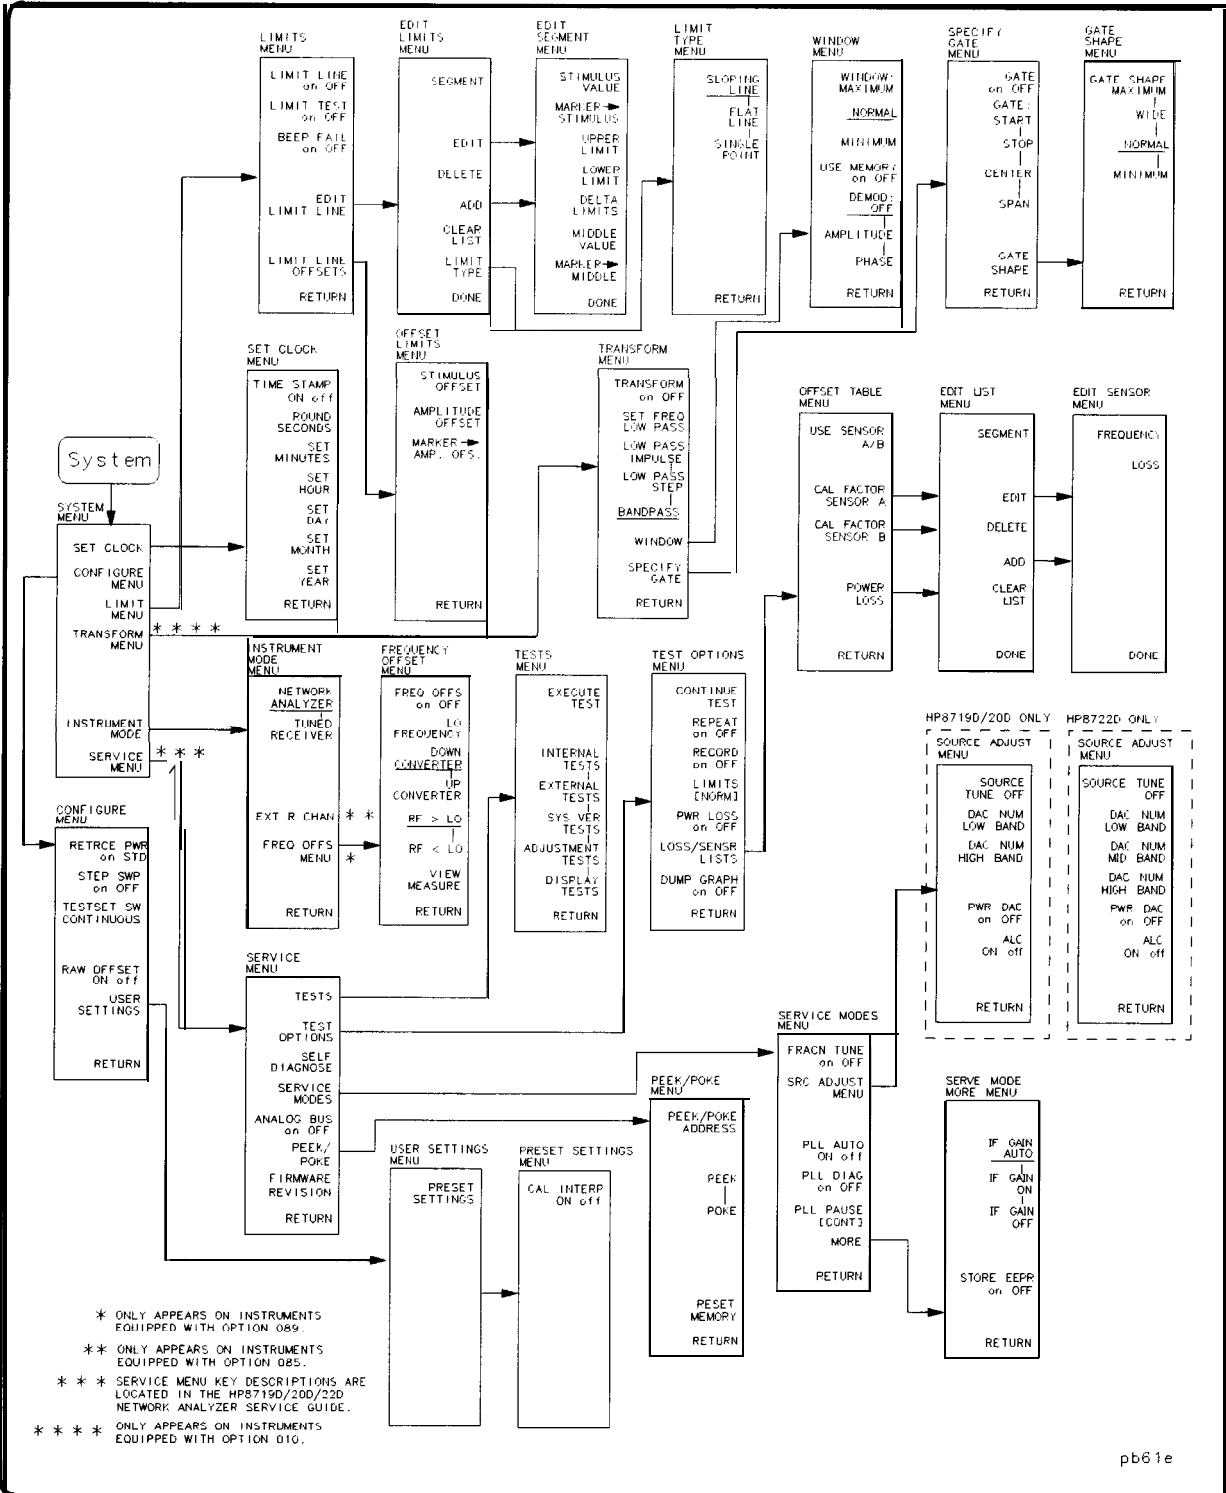 LIMITS
MENU
LIMIT LINE
on OFF
LIMIT TEST
on OFF
BEEP FAIL
on OFF
EDIT
LIMIT LINE
LIMIT LINE
OFFSETS
RETURN
EDIT
LIMITS
MENU
SEGMENT
EDIT
DELETE
ADD
CLEAR
LIST
LIMIT
TYPE
DONE
EDIT
SEGMENT
MENU
STIMULUS
VALUE
MARKER→
STIMULUS
UPPER
LIMIT
LOWER
LIMIT
DELTA
LIMITS
MIDDLE
VALUE
MARKER→
MIDDLE
DONE
LIMIT
TYPE
MENU
SLOPING
LINE
FLAT
LINE
SINGLE
POINT
RETURN
WINDOW
MENU
WINDOW:
MAXIMUM
NORMAL
MINIMUM
USE MEMORY
on OFF
DEMOD:
OFF
AMPLITUDE
PHASE
RETURN
SPECIFY
GATE
MENU
GATE
on OFF
GATE:
START
STOP
CENTER
SPAN
GATE
SHAPE
RETURN
GATE
SHAPE
MENU
GATE SHAPE
MAXIMUM
WIDE
NORMAL
MINIMUM
RETURN
SET CLOCK
MENU
TIME STAMP
ON off
ROUND
SECONDS
SET
MINUTES
SET
HOUR
SET
DAY
SET
MONTH
SET
YEAR
RETURN
OFFSET
LIMITS
MENU
STIMULUS
OFFSET
AMPLITUDE
OFFSET
MARKER→
AMP. OFS.
RETURN
TRANSFORM
MENU
TRANSFORM
on OFF
SET FREQ
LOW PASS
LOW PASS
IMPULSE
LOW PASS
STEP
BANDPASS
WINDOW
SPECIFY
GATE
RETURN
OFFSET TABLE
MENU
USE SENSOR
A/B
CAL FACTOR
SENSOR A
CAL FACTOR
SENSOR B
POWER
LOSS
RETURN
EDIT LIST
MENU
SEGMENT
EDIT
DELETE
ADD
CLEAR
LIST
DONE
EDIT SENSOR
MENU
FREQUENCY
LOSS
DONE
System
SYSTEM
MENU
SET CLOCK
CONFIGURE
MENU
LIMIT
MENU
TRANSFORM * * * *
MENU
INSTRUMENT
MODE
SERVICE * * *
MENU
INSTRUMENT
MODE
MENU
NETWORK
ANALYZER
TUNED
RECEIVER
EXT R CHAN * *
FREQ OFFS
MENU *
RETURN
FREQUENCY
OFFSET
MENU
FREQ OFFS
on OFF
LO
FREQUENCY
DOWN
CONVERTER
UP
CONVERTER
RF > LO
RF < LO
VIEW
MEASURE
RETURN
TESTS
MENU
EXECUTE
TEST
INTERNAL
TESTS
EXTERNAL
TESTS
SYS VER
TESTS
ADJUSTMENT
TESTS
DISPLAY
TESTS
RETURN
TEST OPTIONS
MENU
CONTINUE
TEST
REPEAT
on OFF
RECORD
on OFF
LIMITS
[NORM]
PWR LOSS
on OFF
LOSS/SENSR
LISTS
DUMP GRAPH
on OFF
RETURN
HP8719D/20D ONLY
SOURCE ADJUST
MENU
SOURCE
TUNE OFF
DAC NUM
LOW BAND
DAC NUM
HIGH BAND
PWR DAC
on OFF
ALC
ON off
RETURN
HP8722D ONLY
SOURCE ADJUST
MENU
SOURCE TUNE
OFF
DAC NUM
LOW BAND
DAC NUM
MID BAND
DAC NUM
HIGH BAND
PWR DAC
on OFF
ALC
ON off
RETURN
CONFIGURE
MENU
RETRCE PWR
on STD
STEP SWP
on OFF
TESTSET SW
CONTINUOUS
RAW OFFSET
ON off
USER
SETTINGS
RETURN
SERVICE
MENU
TESTS
TEST
OPTIONS
SELF
DIAGNOSE
SERVICE
MODES
ANALOG BUS
on OFF
PEEK/
POKE
FIRMWARE
REVISION
RETURN
SERVICE MODES
MENU
FRACN TUNE
on OFF
SRC ADJUST
MENU
PLL AUTO
ON off
PLL DIAG
on OFF
PLL PAUSE
[CONT]
MORE
RETURN
PEEK/POKE
MENU
PEEK/POKE
ADDRESS
PEEK
POKE
RESET
MEMORY
RETURN
SERVE MODE
MORE MENU
IF GAIN
AUTO
IF GAIN
ON
IF GAIN
OFF
STORE EEPR
on OFF
RETURN
USER SETTINGS
MENU
PRESET
SETTINGS
PRESET SETTINGS
MENU
CAL INTERP
ON off
* ONLY APPEARS ON INSTRUMENTS
EQUIPPED WITH OPTION 089.
** ONLY APPEARS ON INSTRUMENTS
EQUIPPED WITH OPTION 085.
* * * SERVICE MENU KEY DESCRIPTIONS ARE
LOCATED IN THE HP8719D/20D/22D
NETWORK ANALYZER SERVICE GUIDE.
* * * * ONLY APPEARS ON INSTRUMENTS
EQUIPPED WITH OPTION 010.
pb61e